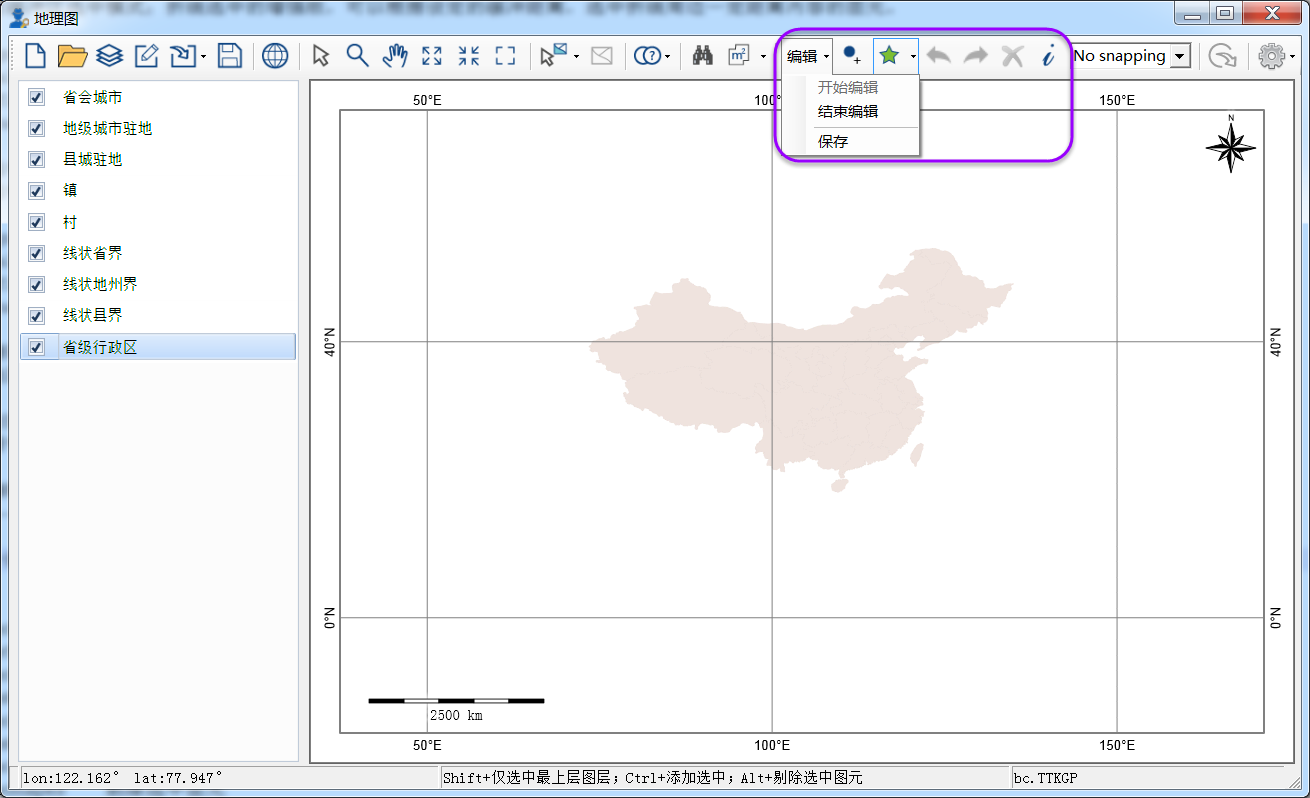 地理图
编辑
No snapping
开始编辑
结束编辑
保存
省会城市
地级城市驻地
县城驻地
镇
村
线状省界
线状地州界
线状县界
省级行政区
50°E
150°E
N
40°N
40°N
0°N
0°N
2500 km
50°E
100°E
150°E
lon:122.162° lat:77.947°
Shift+仅选中最上层图层；Ctrl+添加选中；Alt+剔除选中图元
bc.TTKGP